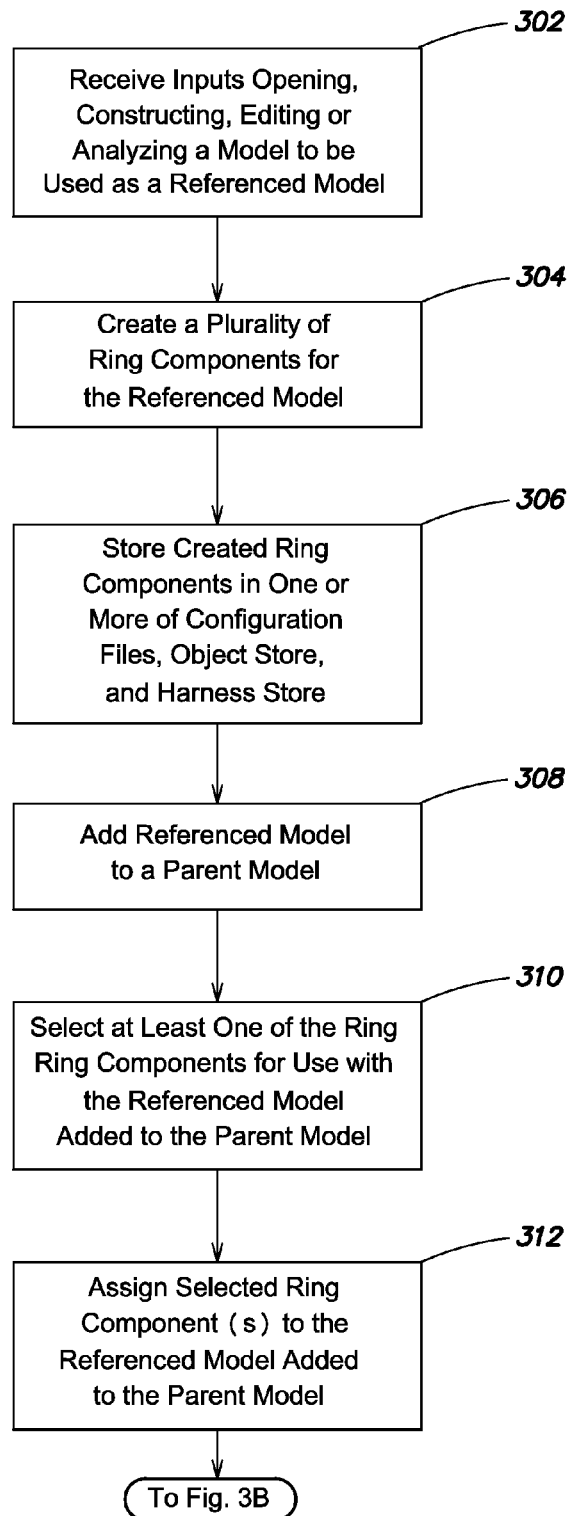 302
Receive Inputs Opening,
Constructing, Editing or
Analyzing a Model to be
Used as a Referenced Model
304
Create a Plurality of
Ring Components for
the Referenced Model
306
Store Created Ring
Components in One or
More of Configuration
Files, Object Store,
and Harness Store
308
Add Referenced Model
to a Parent Model
310
Select at Least One of the Ring
Ring Components for Use with
the Referenced Model
Added to the Parent Model
312
Assign Selected Ring
Component (s) to the
Referenced Model Added
to the Parent Model
To Fig. 3B